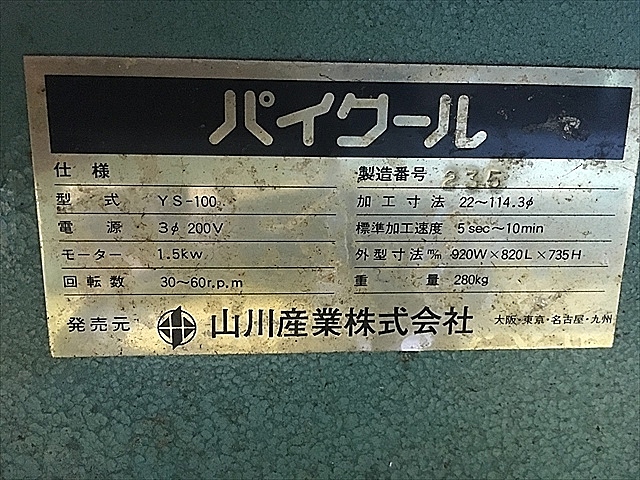 パイクール
仕様
製造番号 235
型式 YS-100
加工寸法 22～114.3φ
電源 3φ 200V
標準加工速度 5sec～10min
モーター 1.5kw
外型寸法㎜ 920W×820L×735H
回転数 30～60r.p.m
重量 280kg
発売元 山川産業株式会社 大阪・東京・名古屋・九州